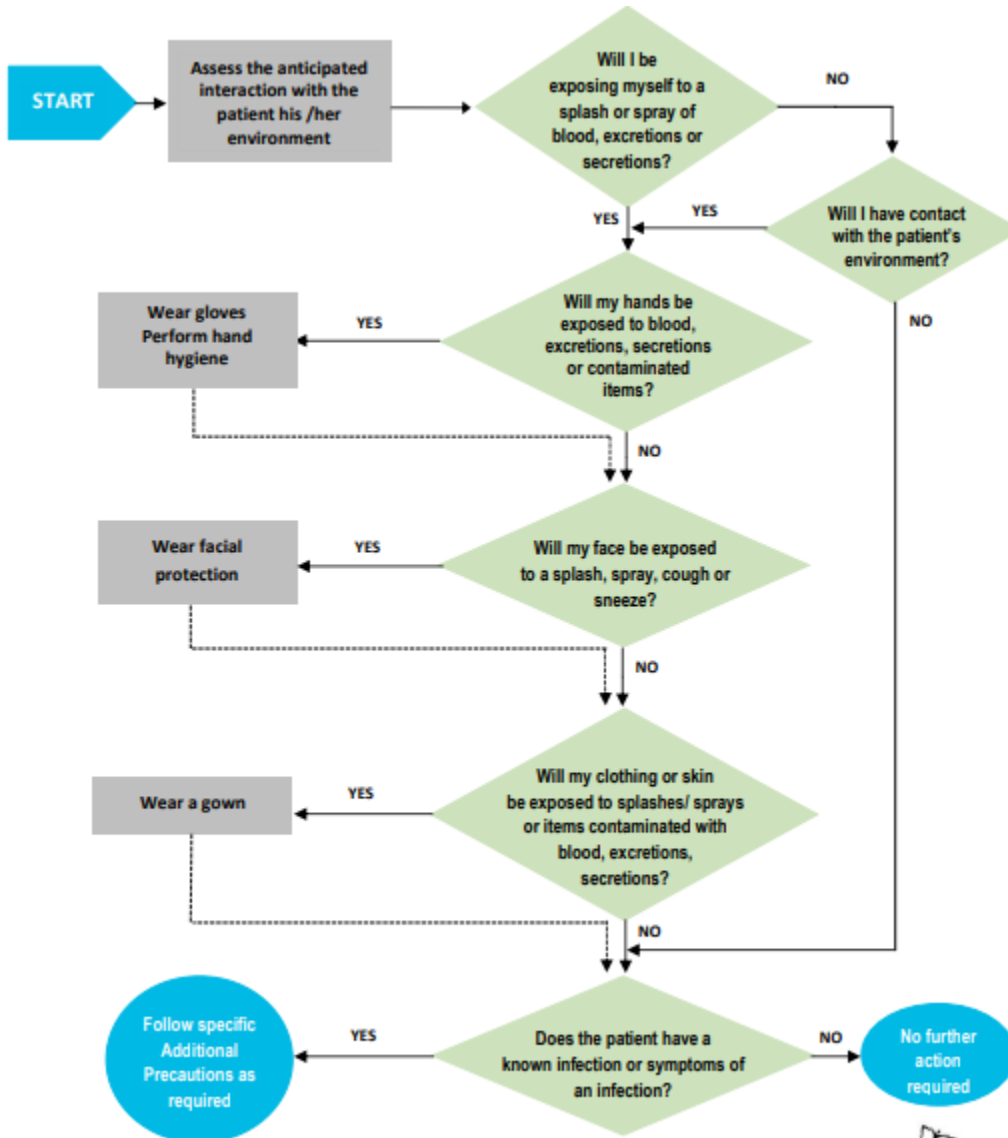 START
Assess the anticipated
interaction with the
patient his /her
environment
Will I be
exposing myself to a
splash or spray of
blood, excretions or
secretions?
NO
YES
YES
Will I have contact
with the patient's
environment?
NO
Wear gloves
Perform hand
hygiene
YES
Will my hands be
exposed to blood,
excretions, secretions
or contaminated
items?
NO
Wear facial
protection
YES
Will my face be exposed
to a splash, spray, cough or
sneeze?
NO
Wear a gown
YES
Will my clothing or skin
be exposed to splashes/ sprays
or items contaminated with
blood, excretions,
secretions?
NO
Follow specific
Additional
Precautions as
required
YES
Does the patient have a
known infection or symptoms of
an infection?
NO
No further
action
required